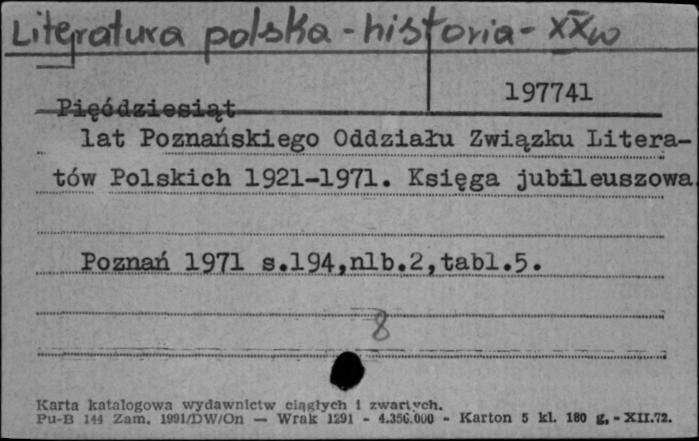 Literatura polska - historia - XXw
197741
Pięćdziesiąt
lat Poznańskiego Oddziału Związku Litera-
tów Polskich 1921-1971. Księga jubileuszowa.
Poznań 1971 s.194,nlb.2,tabl.5.
8
Karta katalogowa wydawnictw ciągłych i zwartych.
Pu-B 144 Zam. 1991/DW/On — Wrak 1291 - 4.350.000 - Karton 5 kl. 180 g, - XII.72.